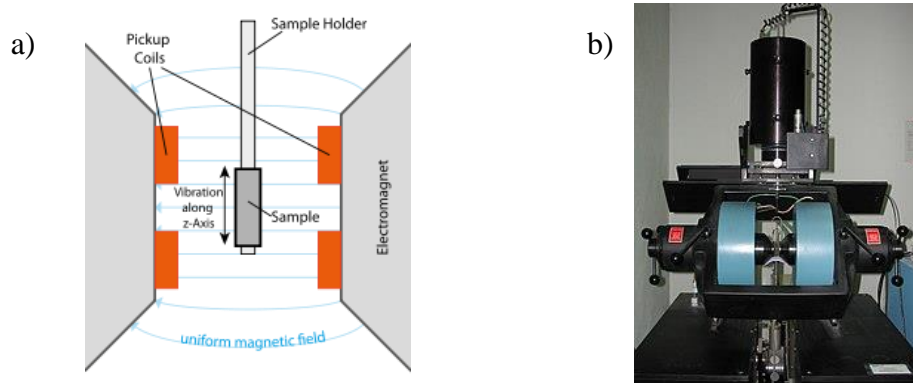 a)
Pickup
Coils
Sample Holder
Vibration
along
z-Axis
Sample
Electromagnet
uniform magnetic field
b)